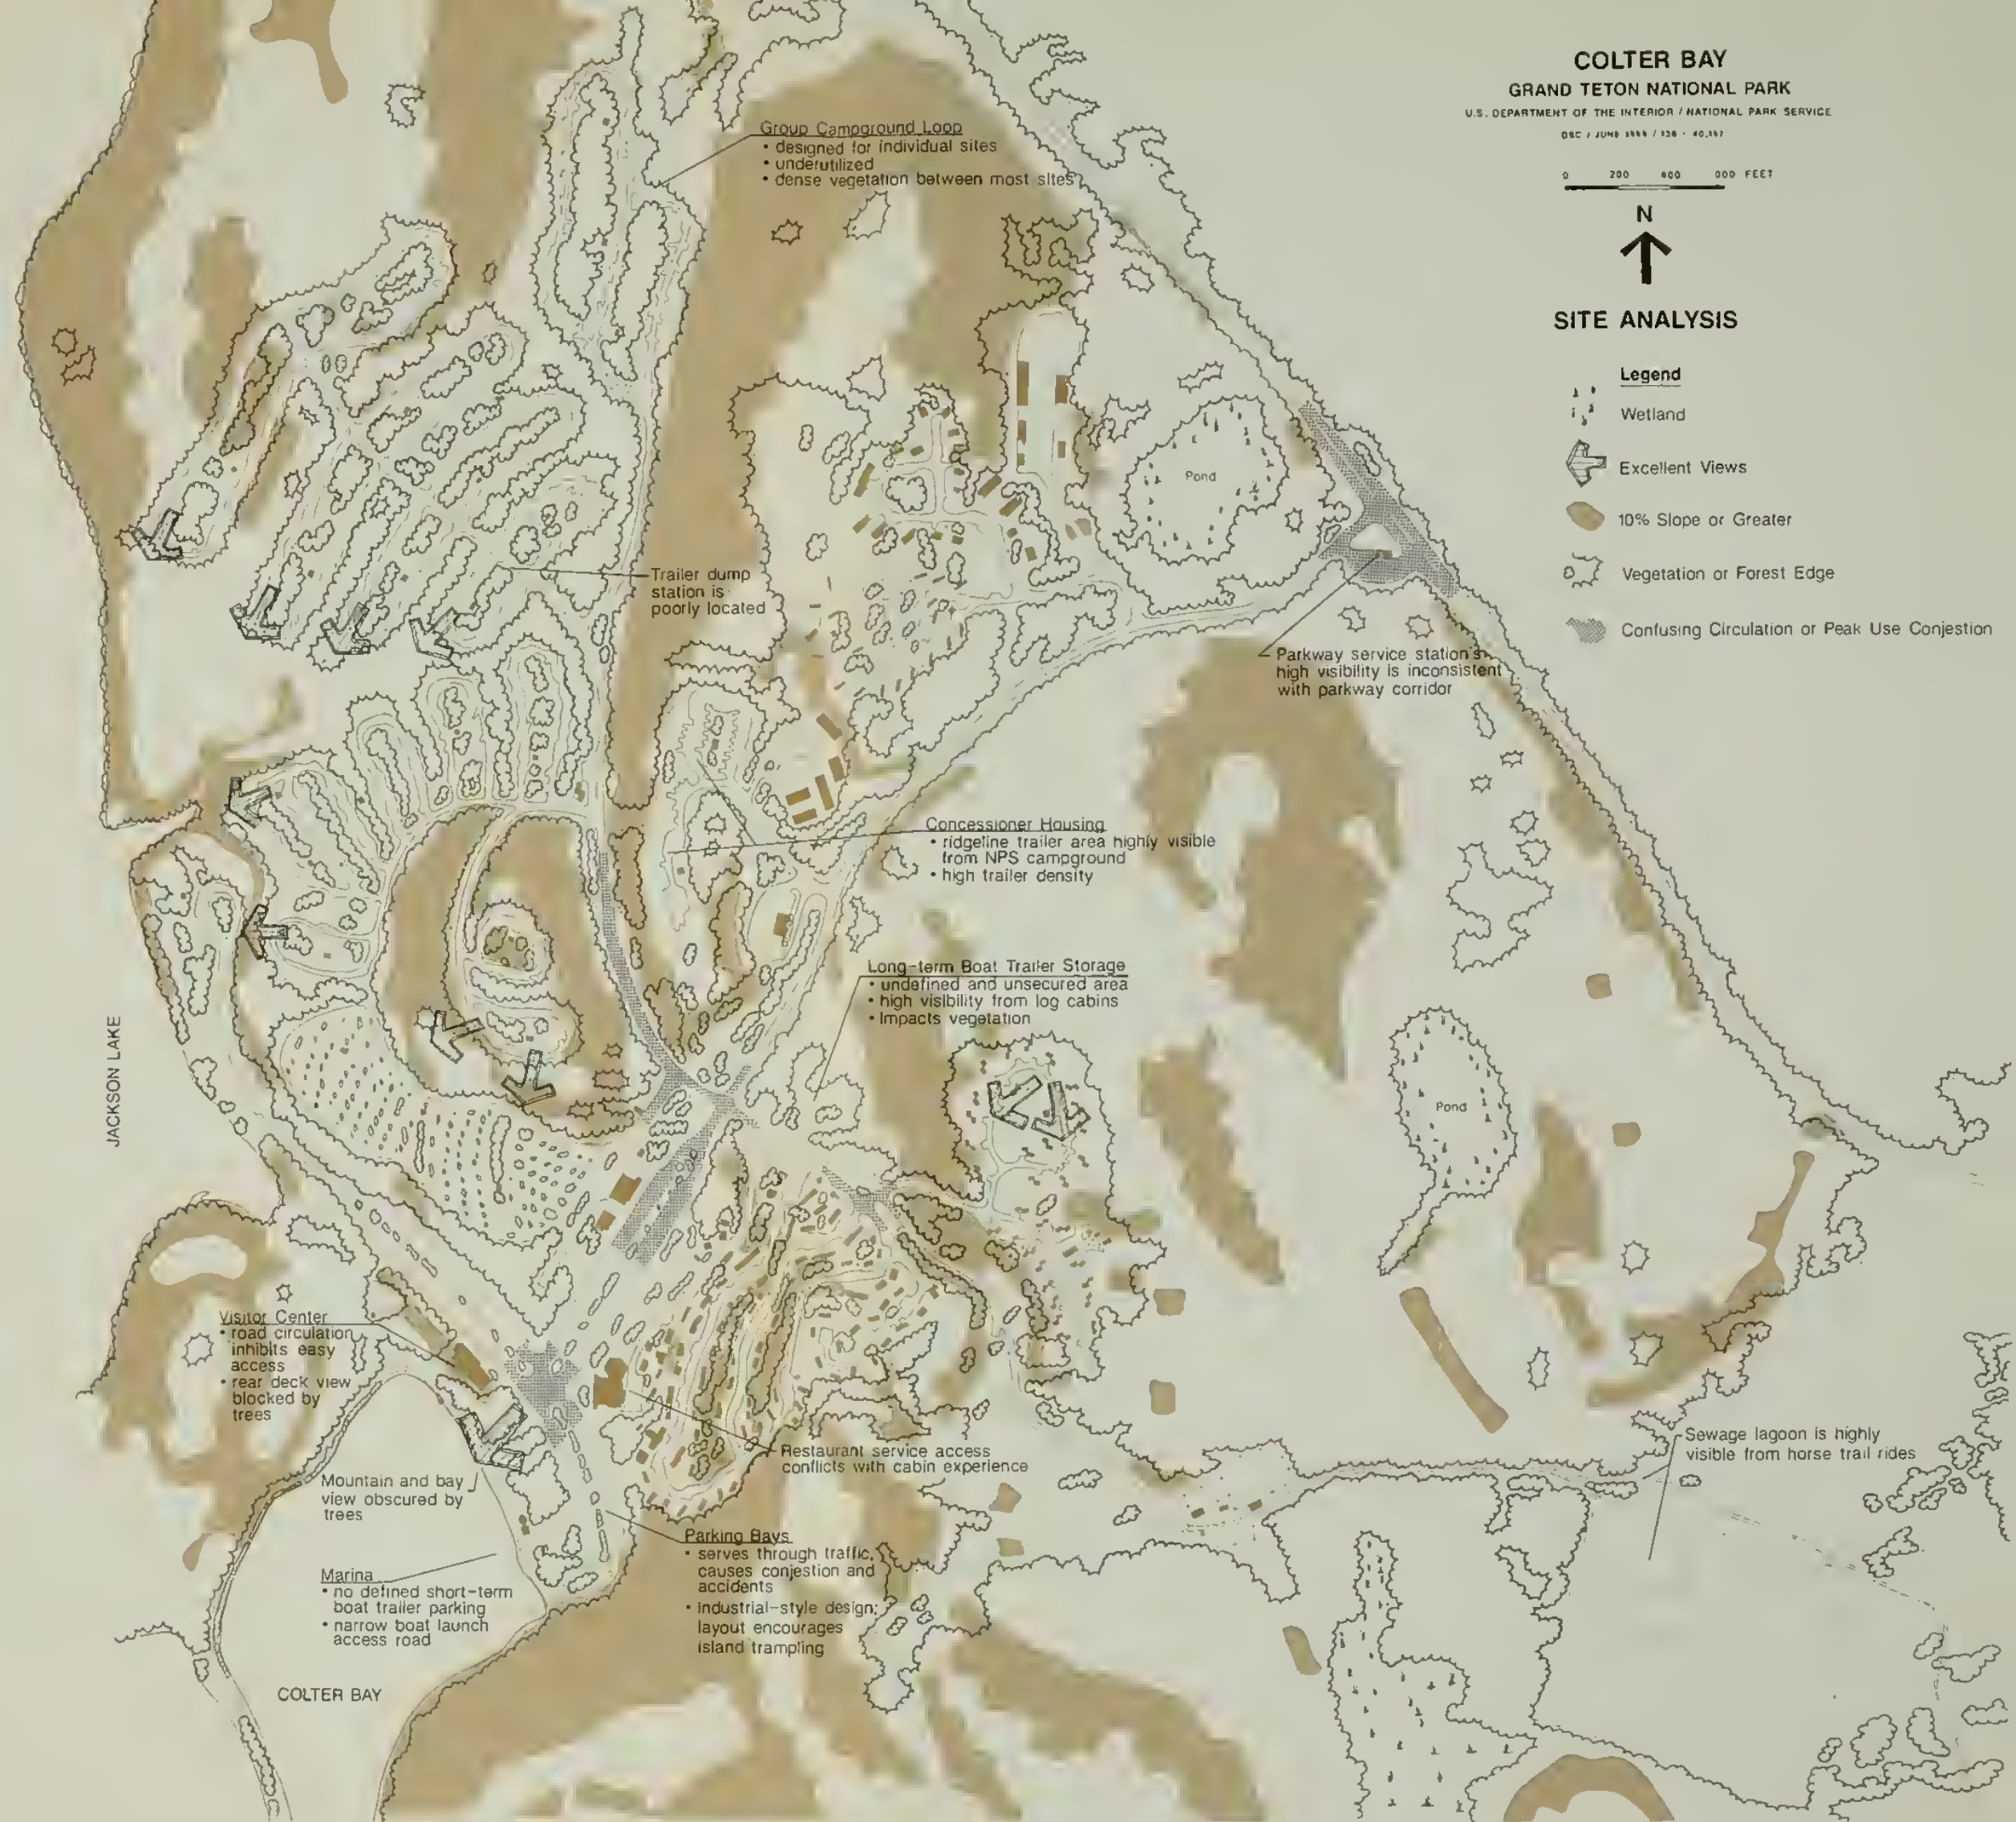 COLTER BAY
GRAND TETON NATIONAL PARK
U.S. DEPARTMENT OF THE INTERIOR / NATIONAL PARK SERVICE
DSC / JUNE
0 200 400 FEET
N
SITE ANALYSIS
Legend
Wetland
Excellent Views
10% Slope or Greater
Vegetation or Forest Edge
Confusing Circulation or Peak Use Conjestion
Group Campground Loop
• designed for individual sites
• underutilized
• dense vegetation between most sites
Pond
Trailer dump
station is
poorly located
Parkway service station's
high visibility is inconsistent
with parkway corridor
Concessioner Housing
• ridgeline trailer area highly visible
from NPS campground
• high trailer density
Long-term Boat Trailer Storage
• undefined and unsecured area
• high visibility from log cabins
• Impacts vegetation
JACKSON LAKE
Pond
Visitor Center
• road circulation
inhibits easy
access
• rear deck view
blocked by
trees
Restaurant service access
conflicts with cabin experience
Sewage lagoon is highly
visible from horse trail rides
Mountain and bay
view obscured by
trees
Parking Bays
• serves through traffic,
causes conjestion and
accidents
• industrial-style design;
layout encourages
island trampling
Marina
• no defined short-term
boat trailer parking
• narrow boat launch
access road
COLTER BAY